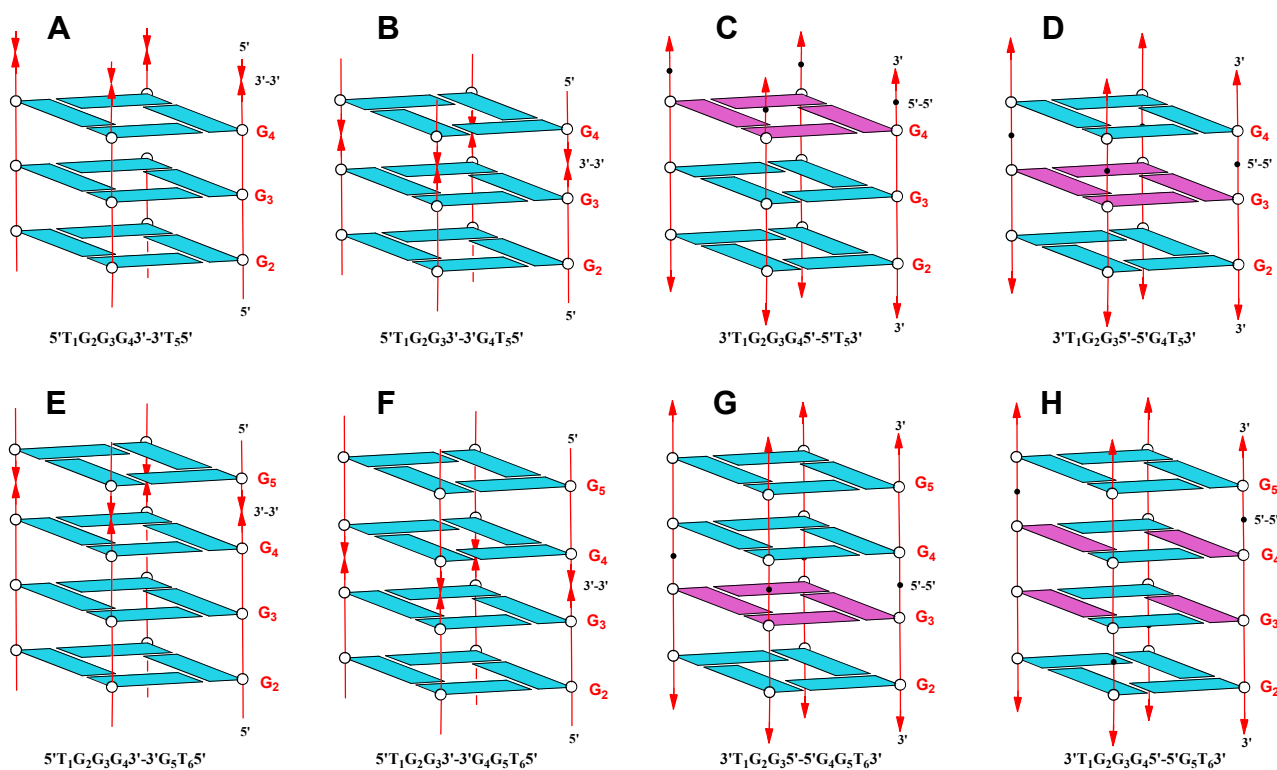 A
B
C
D
5'
3'-3'
G4
G3
G2
5'
5'T1G2G3G43'-3'T55'
5'
G4
3'-3'
G3
G2
5'
5'T1G2G33'-3'G4T55'
3'
5'-5'
G4
G3
G2
3'
3'T1G2G3G45'-5'T53'
3'
G4
5'-5'
G3
G2
3'
3'T1G2G35'-5'G4T53'
E
F
G
H
5'
G5
3'-3'
G4
G3
G2
5'
5'T1G2G3G43'-3'G5T65'
5'
G5
G4
3'-3'
G3
G2
5'
5'T1G2G33'-3'G4G5T65'
3'
G5
G4
5'-5'
G3
G2
3'
3'T1G2G35'-5'G4G5T63'
3'
G5
5'-5'
G4
G3
G2
3'
3'T1G2G3G45'-5'G5T63'